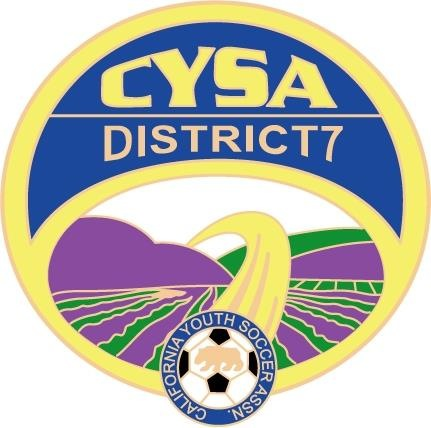 CYSA
DISTRICT7
CALIFORNIA YOUTH SOCCER ASSN.